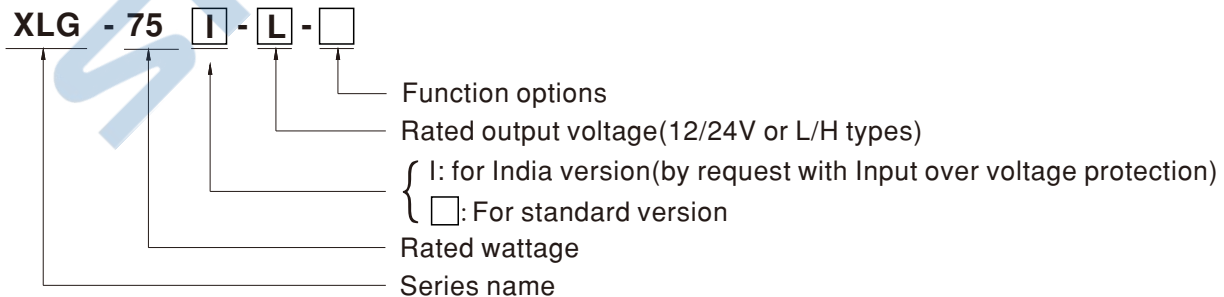 XLG - 75 I - L - □
Function options
Rated output voltage(12/24V or L/H types)
I: for India version(by request with Input over voltage protection)
□: For standard version
Rated wattage
Series name